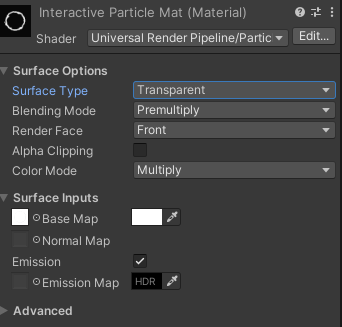 Interactive Particle Mat (Material)
Shader Universal Render Pipeline/Partic Edit...
Surface Options
Surface Type Transparent
Blending Mode Premultiply
Render Face Front
Alpha Clipping
Color Mode Multiply
Surface Inputs
Base Map
Normal Map
Emission
Emission Map HDR
Advanced